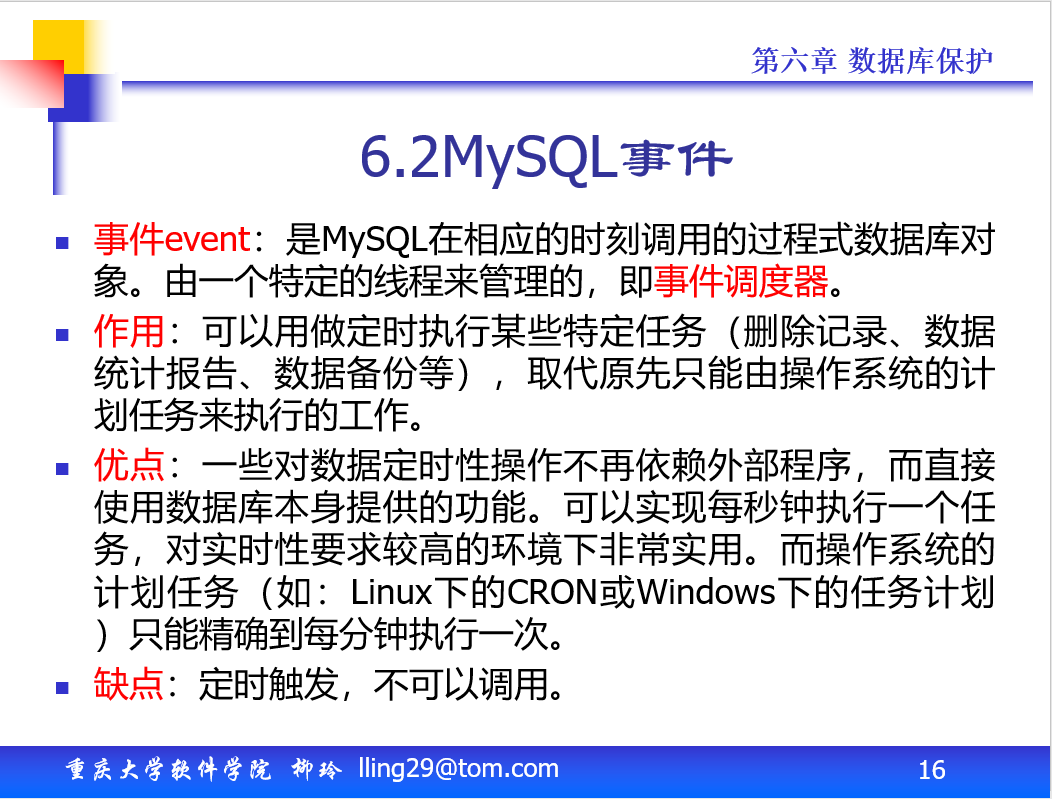 第六章 数据库保护
6.2MySQL事件
事件event：是MySQL在相应的时刻调用的过程式数据库对
象。由一个特定的线程来管理的，即事件调度器。
作用：可以用做定时执行某些特定任务（删除记录、数据
统计报告、数据备份等），取代原先只能由操作系统的计
划任务来执行的工作。
优点：一些对数据定时性操作不再依赖外部程序，而直接
使用数据库本身提供的功能。可以实现每秒钟执行一个任
务，对实时性要求较高的环境下非常实用。而操作系统的
计划任务（如：Linux下的CRON或Windows下的任务计划
）只能精确到每分钟执行一次。
缺点：定时触发，不可以调用。
重庆大学软件学院 柳玲 lling29@tom.com
16